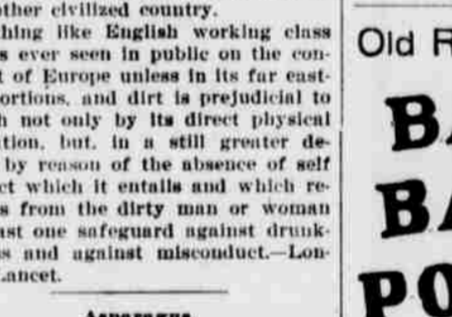 other civilized country.
thing like English working class
s ever seen in public on the con-
t of Europe unless in its far east-
ortions, and dirt is prejudicial to
h not only by its direct physical
tion, but, in a still greater de-
by reason of the absence of self
ct which it entails and which re-
s from the dirty man or woman
ast one safeguard against drunk-
s and against misconduct.—Lon-
Lancet.
Asparagus
Old R
BA
BA
PO